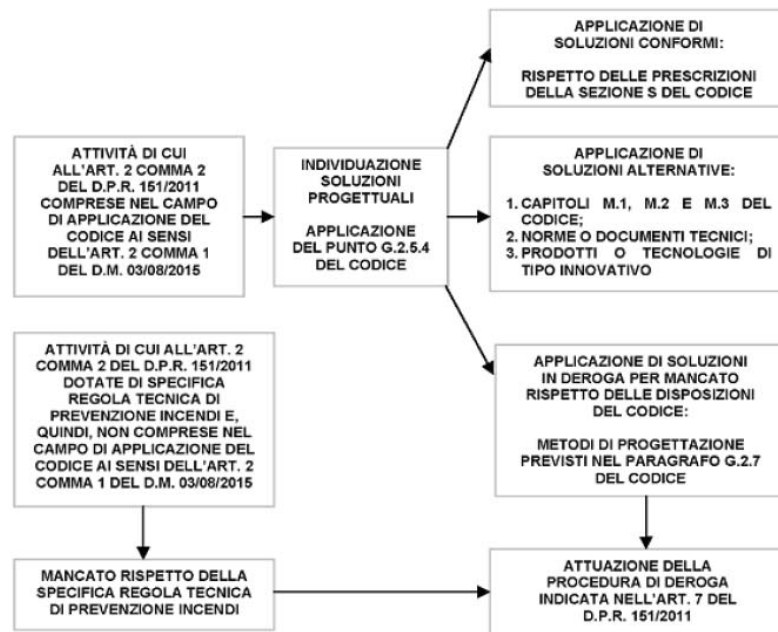 APPLICAZIONE DI
SOLUZIONI CONFORMI:
RISPETTO DELLE PRESCRIZIONI
DELLA SEZIONE S DEL CODICE
ATTIVITÀ DI CUI
ALL'ART. 2 COMMA 2
DEL D.P.R. 151/2011
COMPRESE NEL CAMPO
DI APPLICAZIONE DEL
CODICE AI SENSI
DELL'ART. 2 COMMA 1
DEL D.M. 03/08/2015
INDIVIDUAZIONE
SOLUZIONI
PROGETTUALI
APPLICAZIONE
DEL PUNTO G.2.5.4
DEL CODICE
APPLICAZIONE DI
SOLUZIONI ALTERNATIVE:
1. CAPITOLI M.1, M.2 E M.3 DEL
CODICE;
2. NORME O DOCUMENTI TECNICI;
3. PRODOTTI O TECNOLOGIE DI
TIPO INNOVATIVO
ATTIVITÀ DI CUI ALL'ART. 2
COMMA 2 DEL D.P.R. 151/2011
DOTATE DI SPECIFICA
REGOLA TECNICA DI
PREVENZIONE INCENDI E,
QUINDI, NON COMPRESE NEL
CAMPO DI APPLICAZIONE DEL
CODICE AI SENSI DELL'ART. 2
COMMA 1 DEL D.M. 03/08/2015
APPLICAZIONE DI SOLUZIONI
IN DEROGA PER MANCATO
RISPETTO DELLE DISPOSIZIONI
DEL CODICE:
METODI DI PROGETTAZIONE
PREVISTI NEL PARAGRAFO G.2.7
DEL CODICE
MANCATO RISPETTO DELLA
SPECIFICA REGOLA TECNICA
DI PREVENZIONE INCENDI
ATTUAZIONE DELLA
PROCEDURA DI DEROGA
INDICATA NELL'ART. 7 DEL
D.P.R. 151/2011